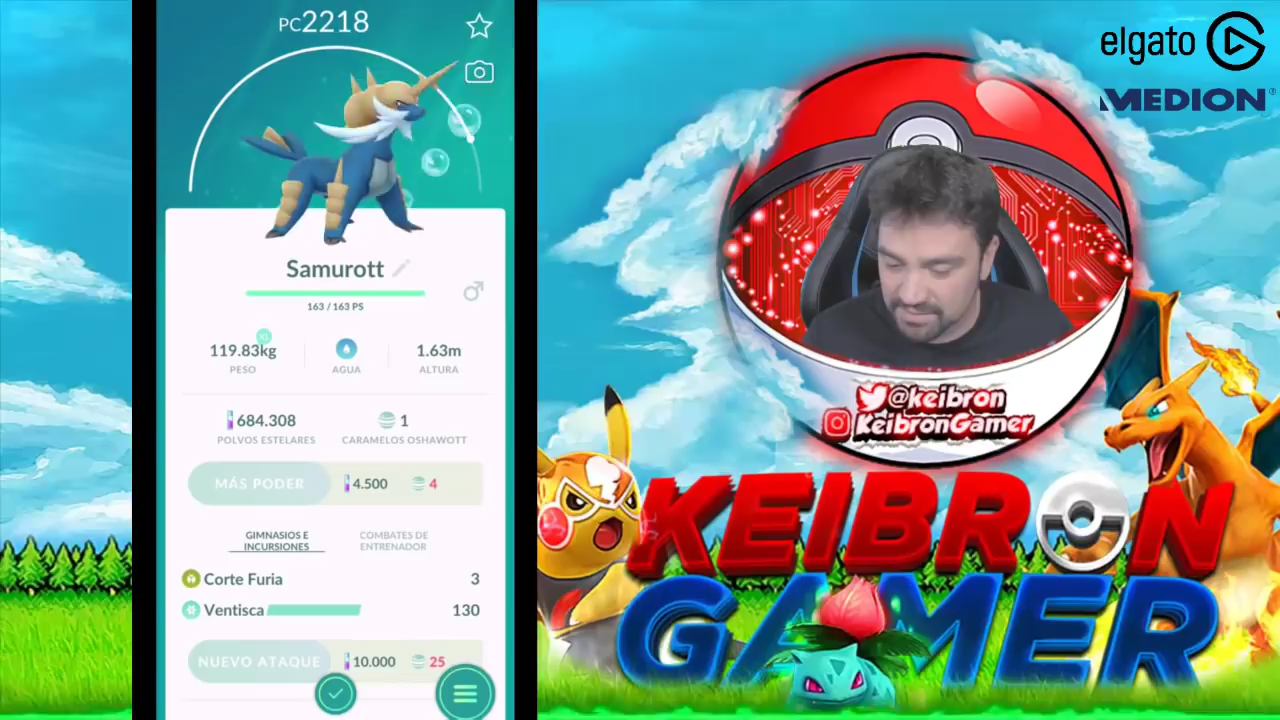 PC2218
Samurott
163 / 163 PS
XS
119.83kg
PESO
AGUA
1.63m
ALTURA
684.308
POLVOS ESTELARES
1
CARAMELOS OSHAWOTT
MÁS PODER
4.500
4
GIMNASIOS E
INCURSIONES
COMBATES DE
ENTRENADOR
Corte Furia
3
Ventisca
130
NUEVO ATAQUE
10.000
25
elgato
MEDION®
@keibron
KeibronGamer
KEIBRON
GAMER